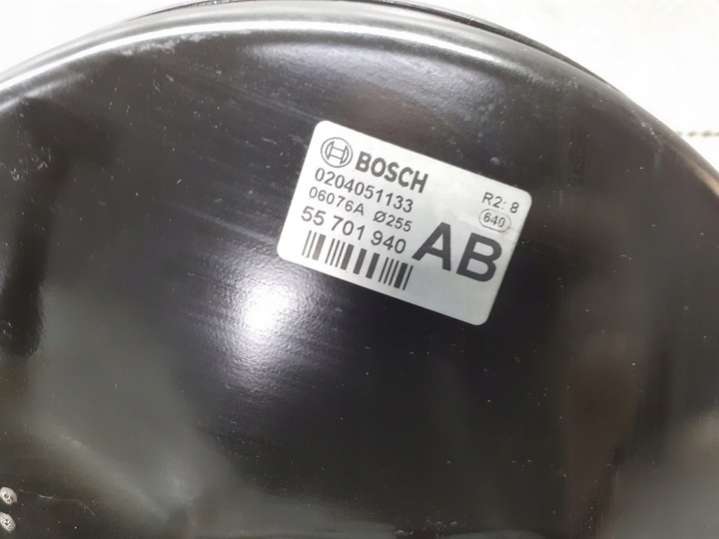 BOSCH
0204051133 R2: 8
06076A Ø255 640
55 701 940 AB